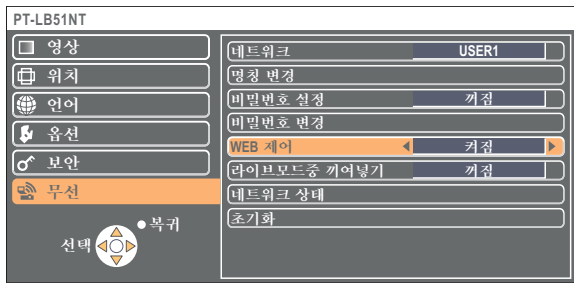 PT-LB51NT
영상
위치
언어
옵션
보안
무선
복귀
선택
네트워크 USER1
명칭 변경
비밀번호 설정 꺼짐
비밀번호 변경
WEB 제어 켜짐
라이브모드중 끼여넣기 꺼짐
네트워크 상태
초기화